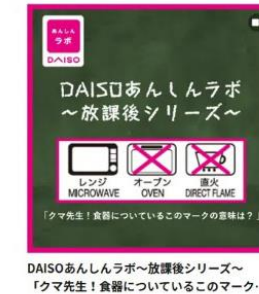 あんしん
ラボ
DAISO
DAISOあんしんラボ
～放課後シリーズ～
レンジ
MICROWAVE
オーブン
OVEN
直火
DIRECT FLAME
「クマ先生！食器についているこのマークの意味は？」
DAISOあんしんラボ～放課後シリーズ～
「クマ先生！食器についているこのマーク…